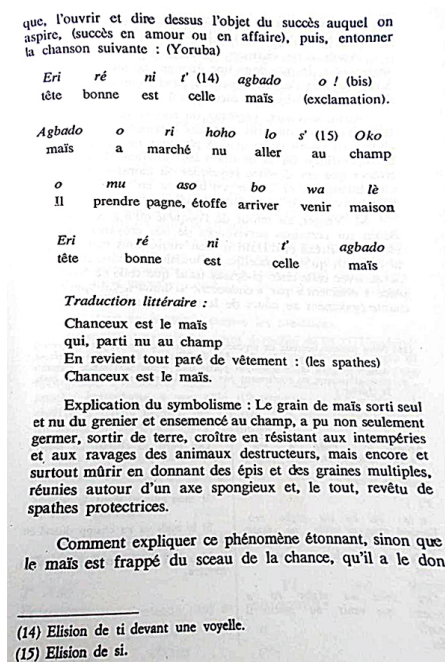 que, l'ouvrir et dire dessus l'objet du succès auquel on
aspire, (succès en amour ou en affaire), puis, entonner
la chanson suivante : (Yoruba)
Eri ré ni t' (14) agbado o ! (bis)
tête bonne est celle maïs (exclamation).
Agbado o ri hoho lo s' (15) Oko
maïs a marché nu aller au champ
o mu aso bo wa lè
Il prendre pagne, étoffe arriver venir maison
Eri ré ni t' agbado
tête bonne est celle maïs
Traduction littéraire :
Chanceux est le maïs
qui, parti nu au champ
En revient tout paré de vêtement : (les spathes)
Chanceux est le maïs.
Explication du symbolisme : Le grain de maïs sorti seul
et nu du grenier et ensemencé au champ, a pu non seulement
germer, sortir de terre, croître en résistant aux intempéries
et aux ravages des animaux destructeurs, mais encore et
surtout mûrir en donnant des épis et des graines multiples,
réunies autour d'un axe spongieux et, le tout, revêtu de
spathes protectrices.
Comment expliquer ce phénomène étonnant, sinon que
le maïs est frappé du sceau de la chance, qu'il a le don
(14) Elision de ti devant une voyelle.
(15) Elision de si.